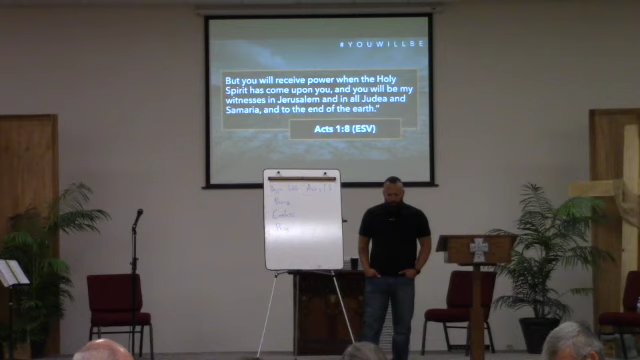 #YOUWILLBE
But you will receive power when the Holy
Spirit has come upon you, and you will be my
witnesses in Jerusalem and in all Judea and
Samaria, and to the end of the earth."
Acts 1:8 (ESV)